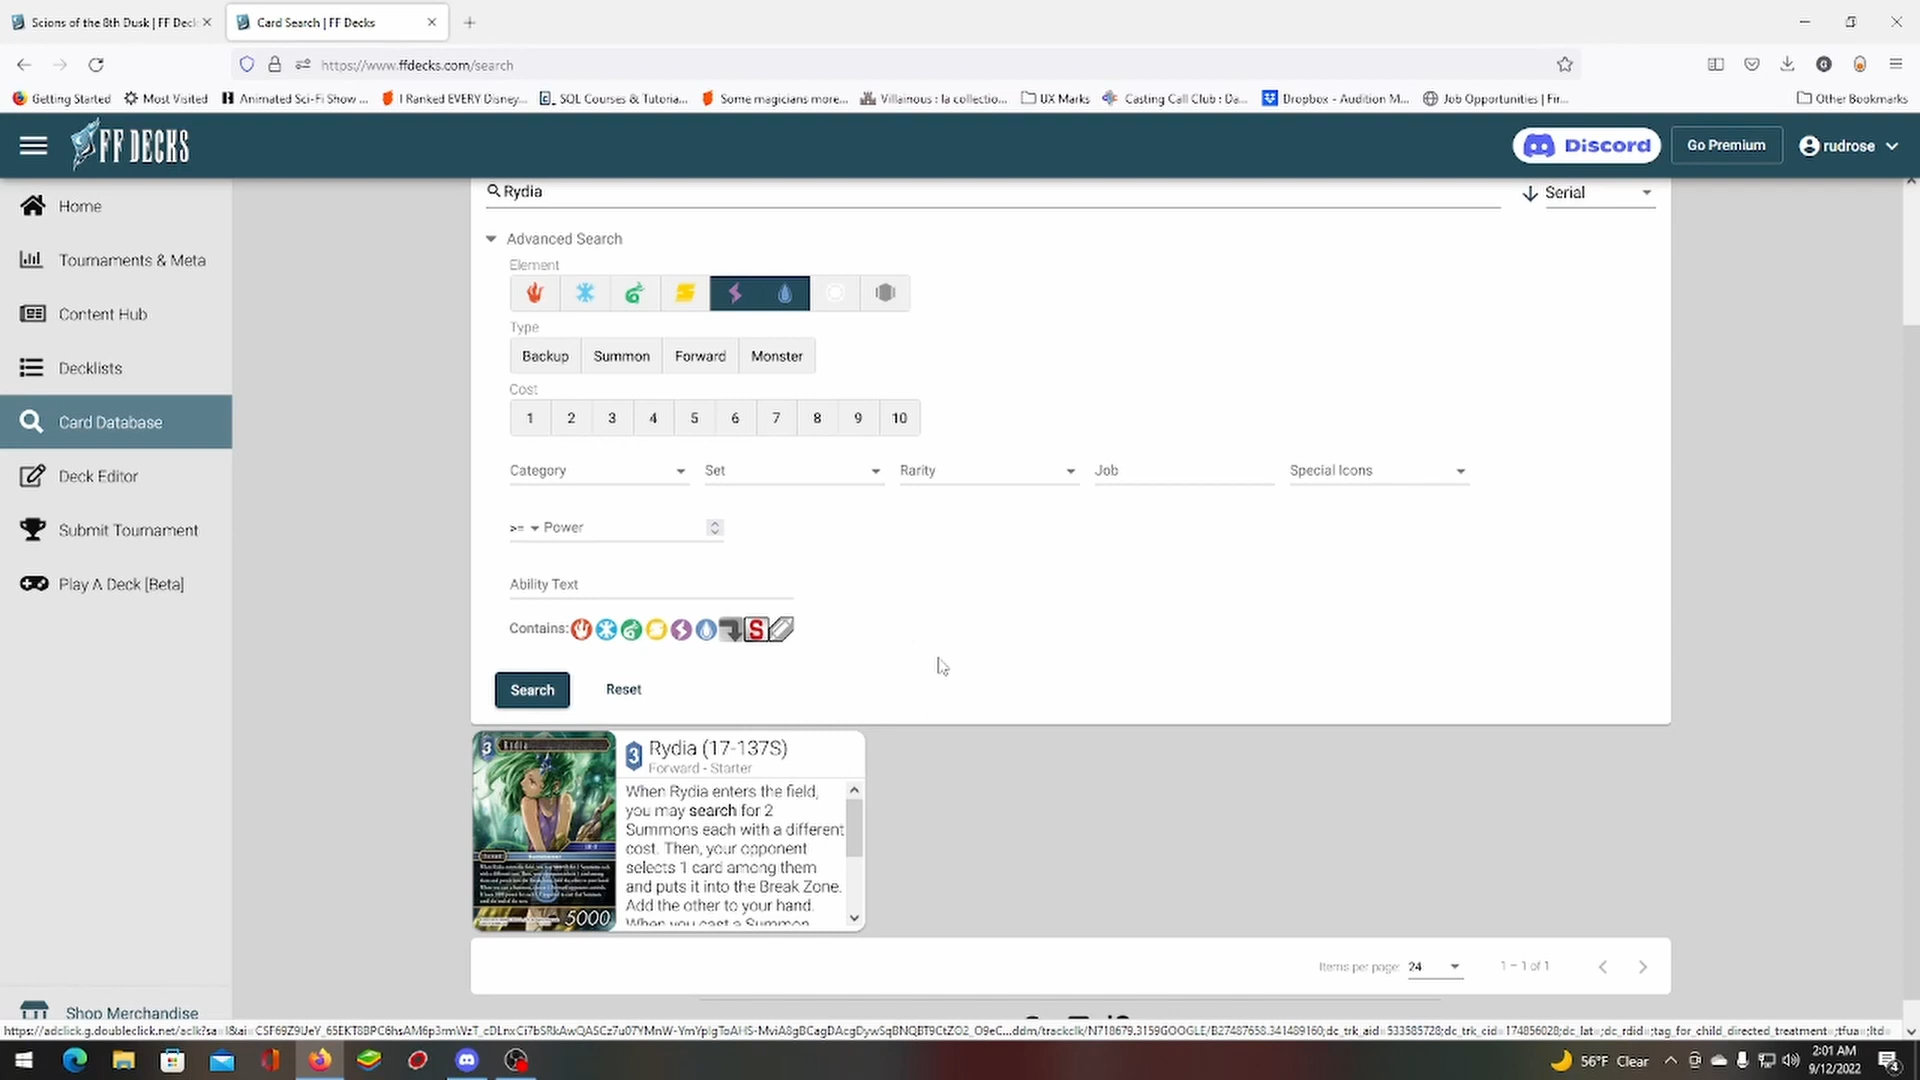 Scions of the 8th Dusk | FF Deck
Card Search | FF Decks
https://www.ffdecks.com/search
Getting Started
Most Visited
Animated Sci-Fi Show ...
I Ranked EVERY Disney...
SQL Courses & Tutoria...
Some magicians more...
Villainous : la collectio...
UX Marks
Casting Call Club : Da...
Dropbox - Audition M...
Job Opportunities | Fir...
Other Bookmarks
FF DECKS
Discord
Go Premium
rudrose
Home
Tournaments & Meta
Content Hub
Decklists
Card Database
Deck Editor
Submit Tournament
Play A Deck [Beta]
Shop Merchandise
Rydia
Serial
Advanced Search
Element
Type
Backup
Summon
Forward
Monster
Cost
1 2 3 4 5 6 7 8 9 10
Category
Set
Rarity
Job
Special Icons
>= Power
Ability Text
Contains:
S
Search
Reset
3
Rydia
5000
3
Rydia (17-137S)
Forward - Starter
When Rydia enters the field,
you may search for 2
Summons each with a different
cost. Then, your opponent
selects 1 card among them
and puts it into the Break Zone.
Add the other to your hand.
When you cast a Summon
Items per page: 24
1 – 1 of 1
56°F Clear
2:01 AM
9/12/2022
4